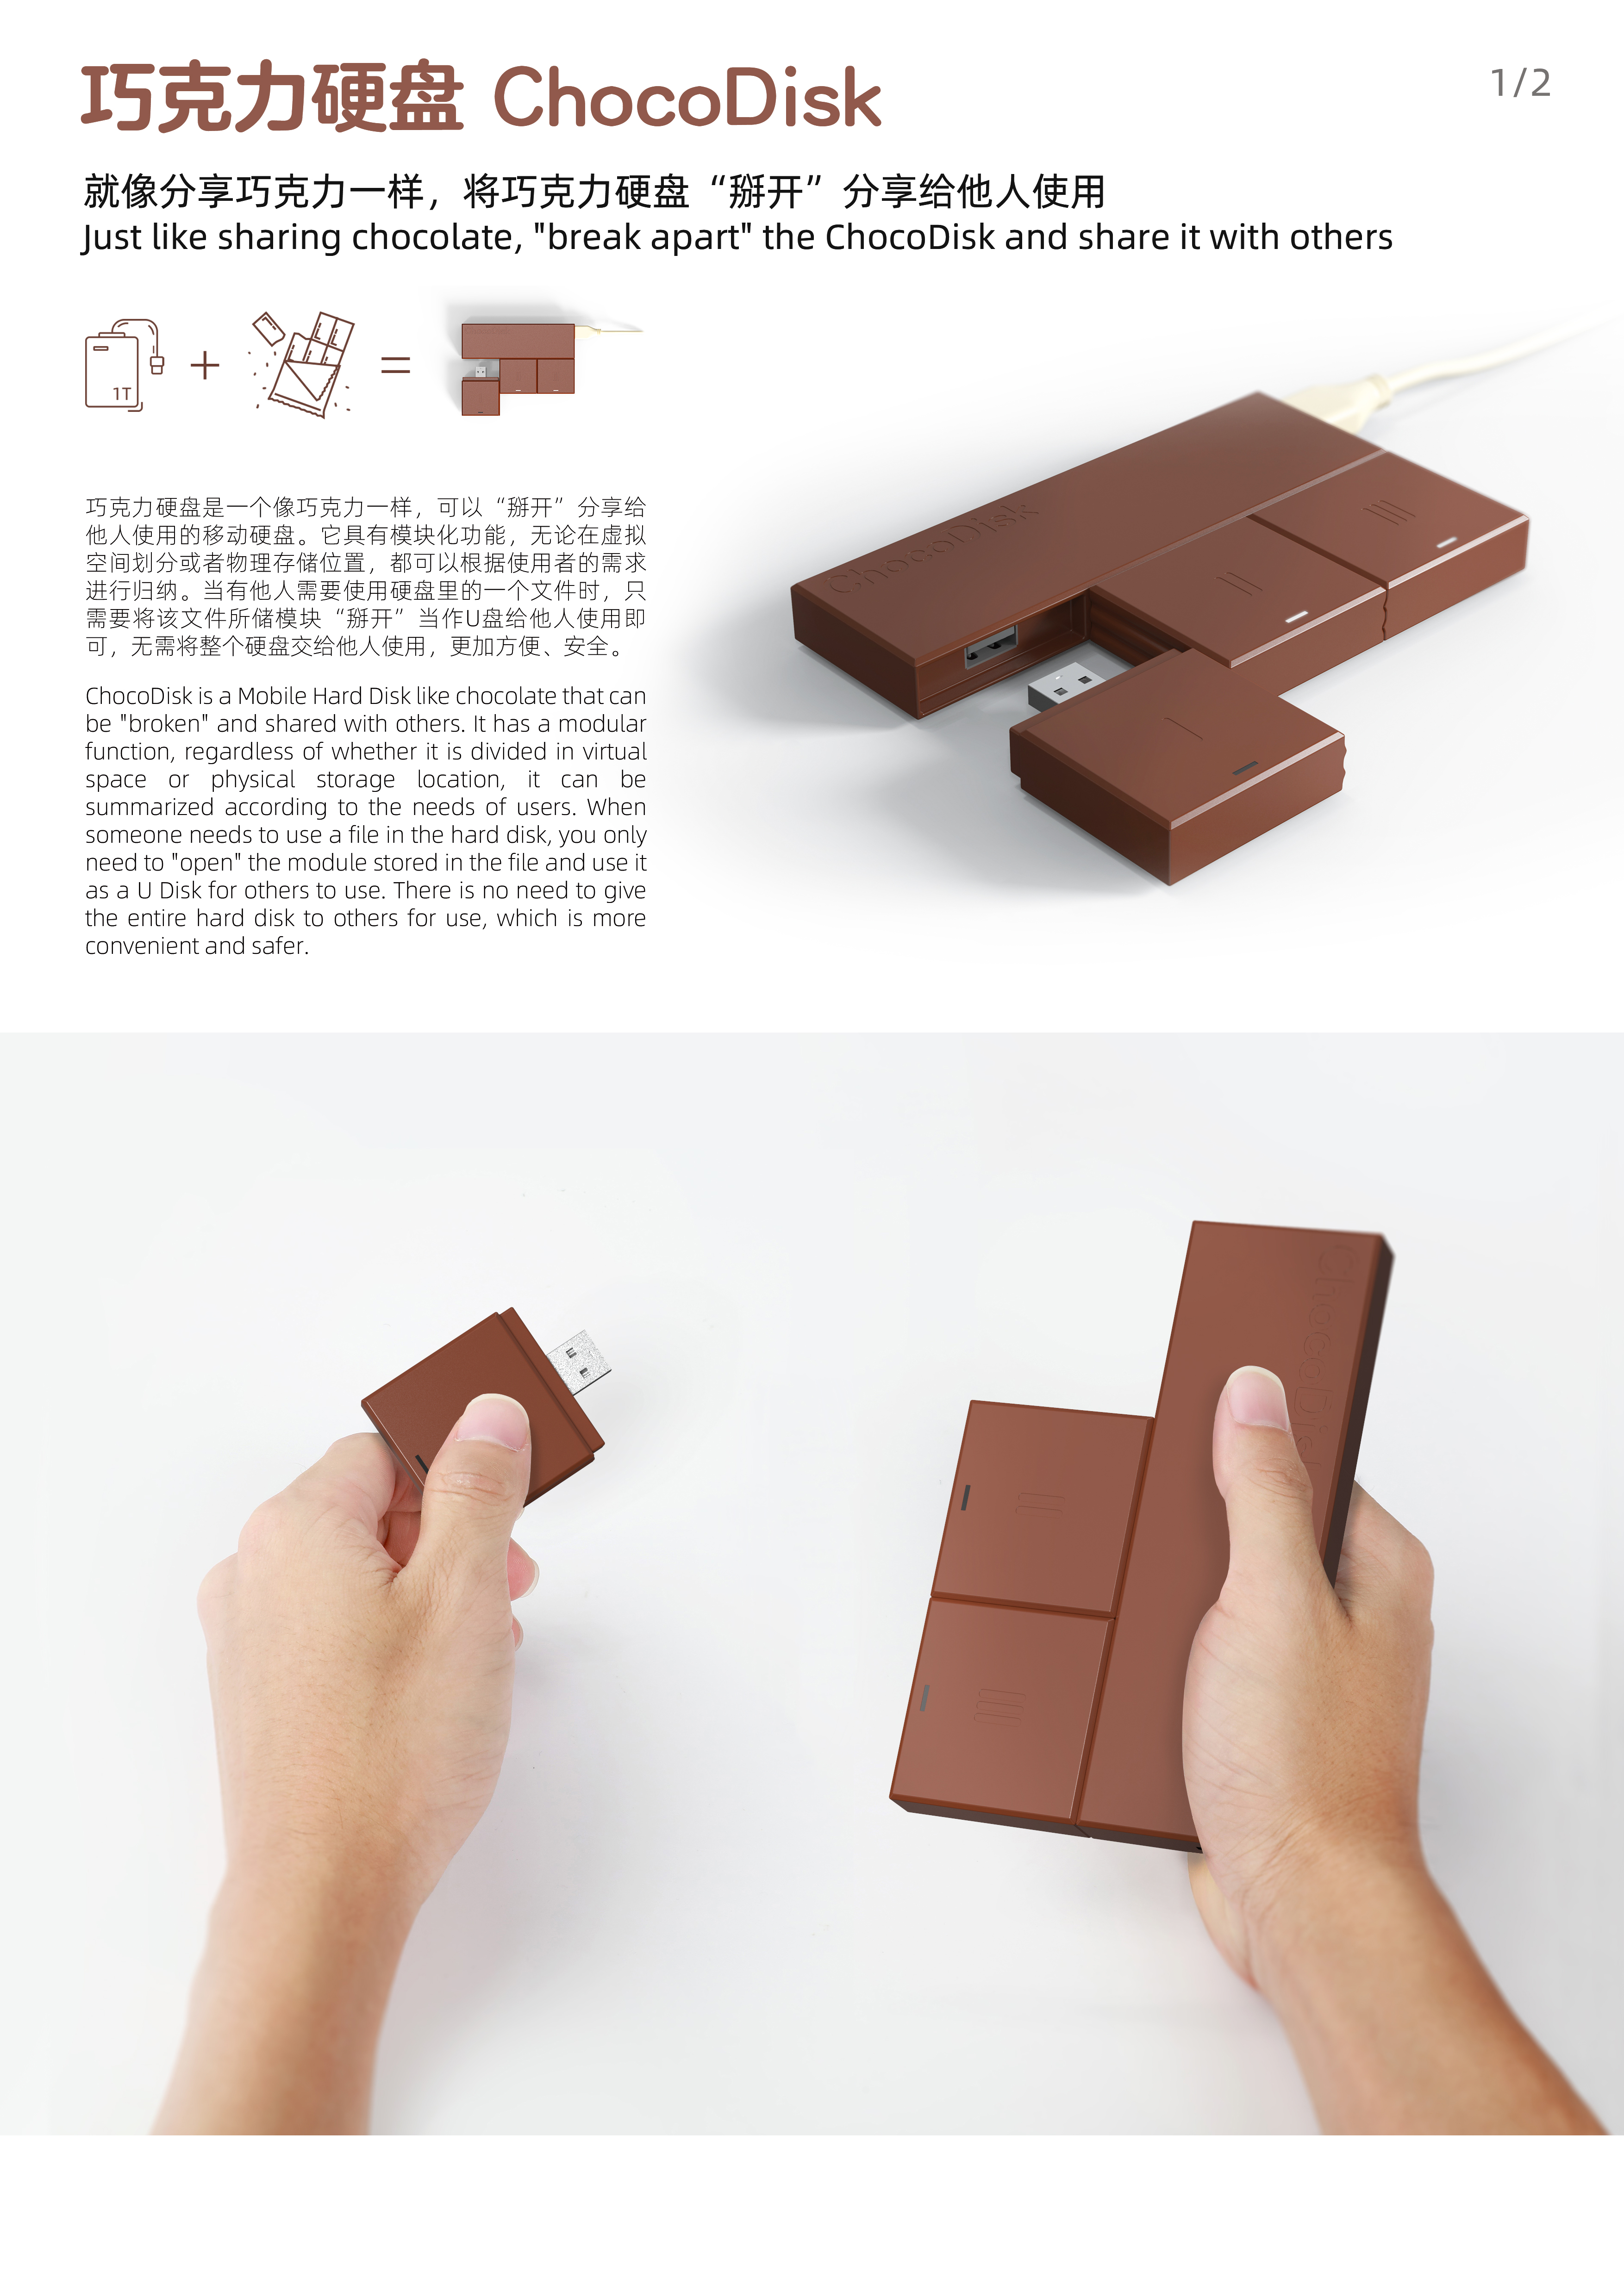 巧克力硬盘 ChocoDisk
1/2
就像分享巧克力一样，将巧克力硬盘“掰开”分享给他人使用
Just like sharing chocolate, "break apart" the ChocoDisk and share it with others
1T
巧克力硬盘是一个像巧克力一样，可以“掰开”分享给
他人使用的移动硬盘。它具有模块化功能，无论在虚拟
空间划分或者物理存储位置，都可以根据使用者的需求
进行归纳。当有他人需要使用硬盘里的一个文件时，只
需要将该文件所储模块“掰开”当作U盘给他人使用即
可，无需将整个硬盘交给他人使用，更加方便、安全。
ChocoDisk is a Mobile Hard Disk like chocolate that can
be "broken" and shared with others. It has a modular
function, regardless of whether it is divided in virtual
space or physical storage location, it can be
summarized according to the needs of users. When
someone needs to use a file in the hard disk, you only
need to "open" the module stored in the file and use it
as a U Disk for others to use. There is no need to give
the entire hard disk to others for use, which is more
convenient and safer.
ChocoDisk
I
II
III
ChocoDisk
II
III